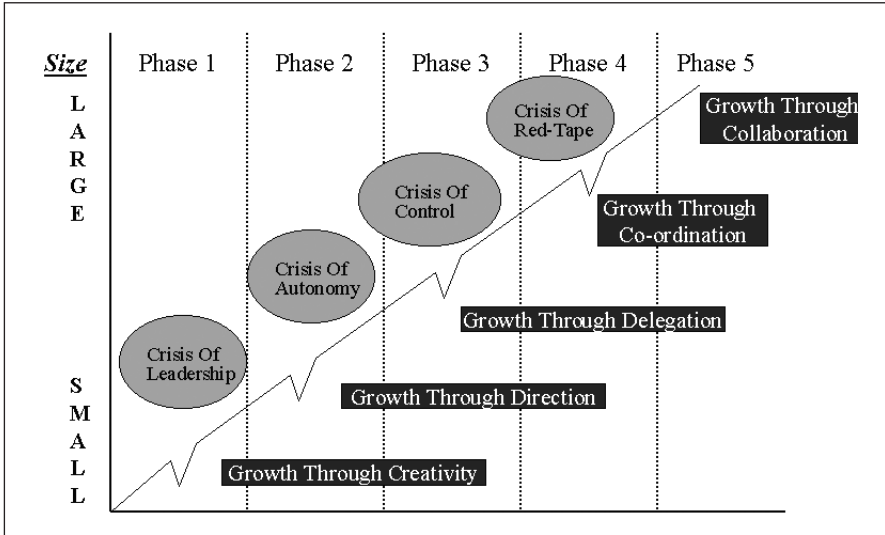 Size
Phase 1
Phase 2
Phase 3
Phase 4
Phase 5
L
A
R
G
E
S
M
A
L
L
Crisis Of
Red-Tape
Growth Through
Collaboration
Crisis Of
Control
Growth Through
Co-ordination
Crisis Of
Autonomy
Growth Through Delegation
Crisis Of
Leadership
Growth Through Direction
Growth Through Creativity